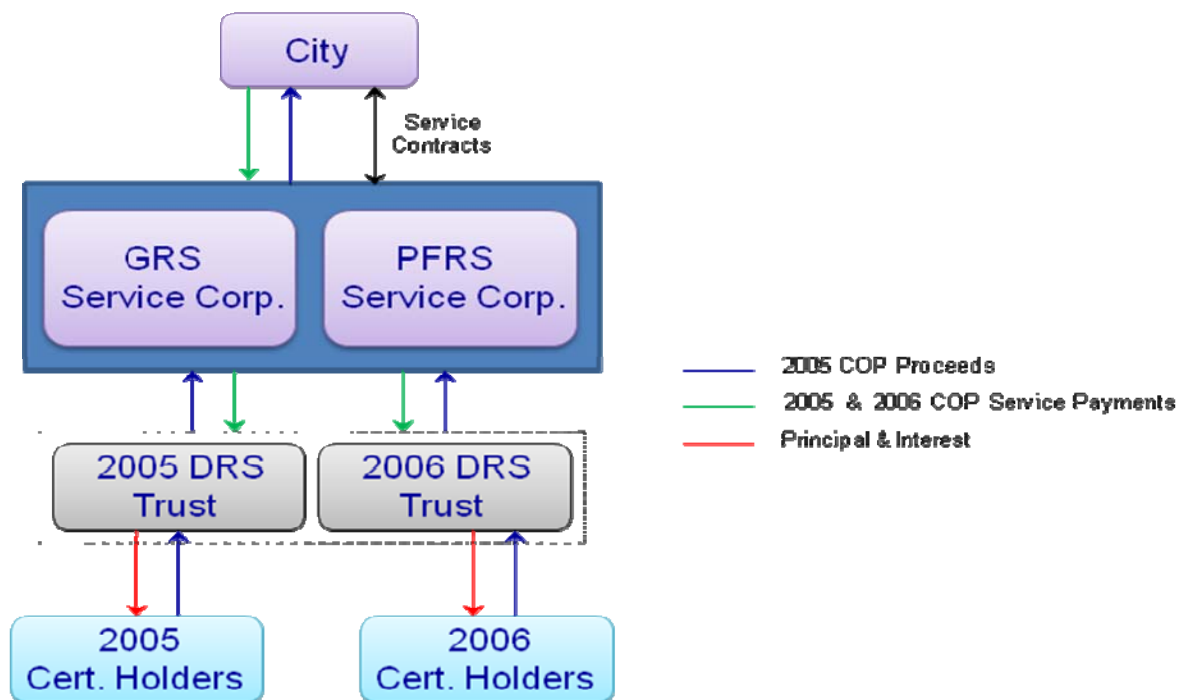 City
Service
Contracts
GRS
Service Corp.
PFRS
Service Corp.
2005 COP Proceeds
2005 & 2006 COP Service Payments
Principal & Interest
2005 DRS
Trust
2006 DRS
Trust
2005
Cert. Holders
2006
Cert. Holders